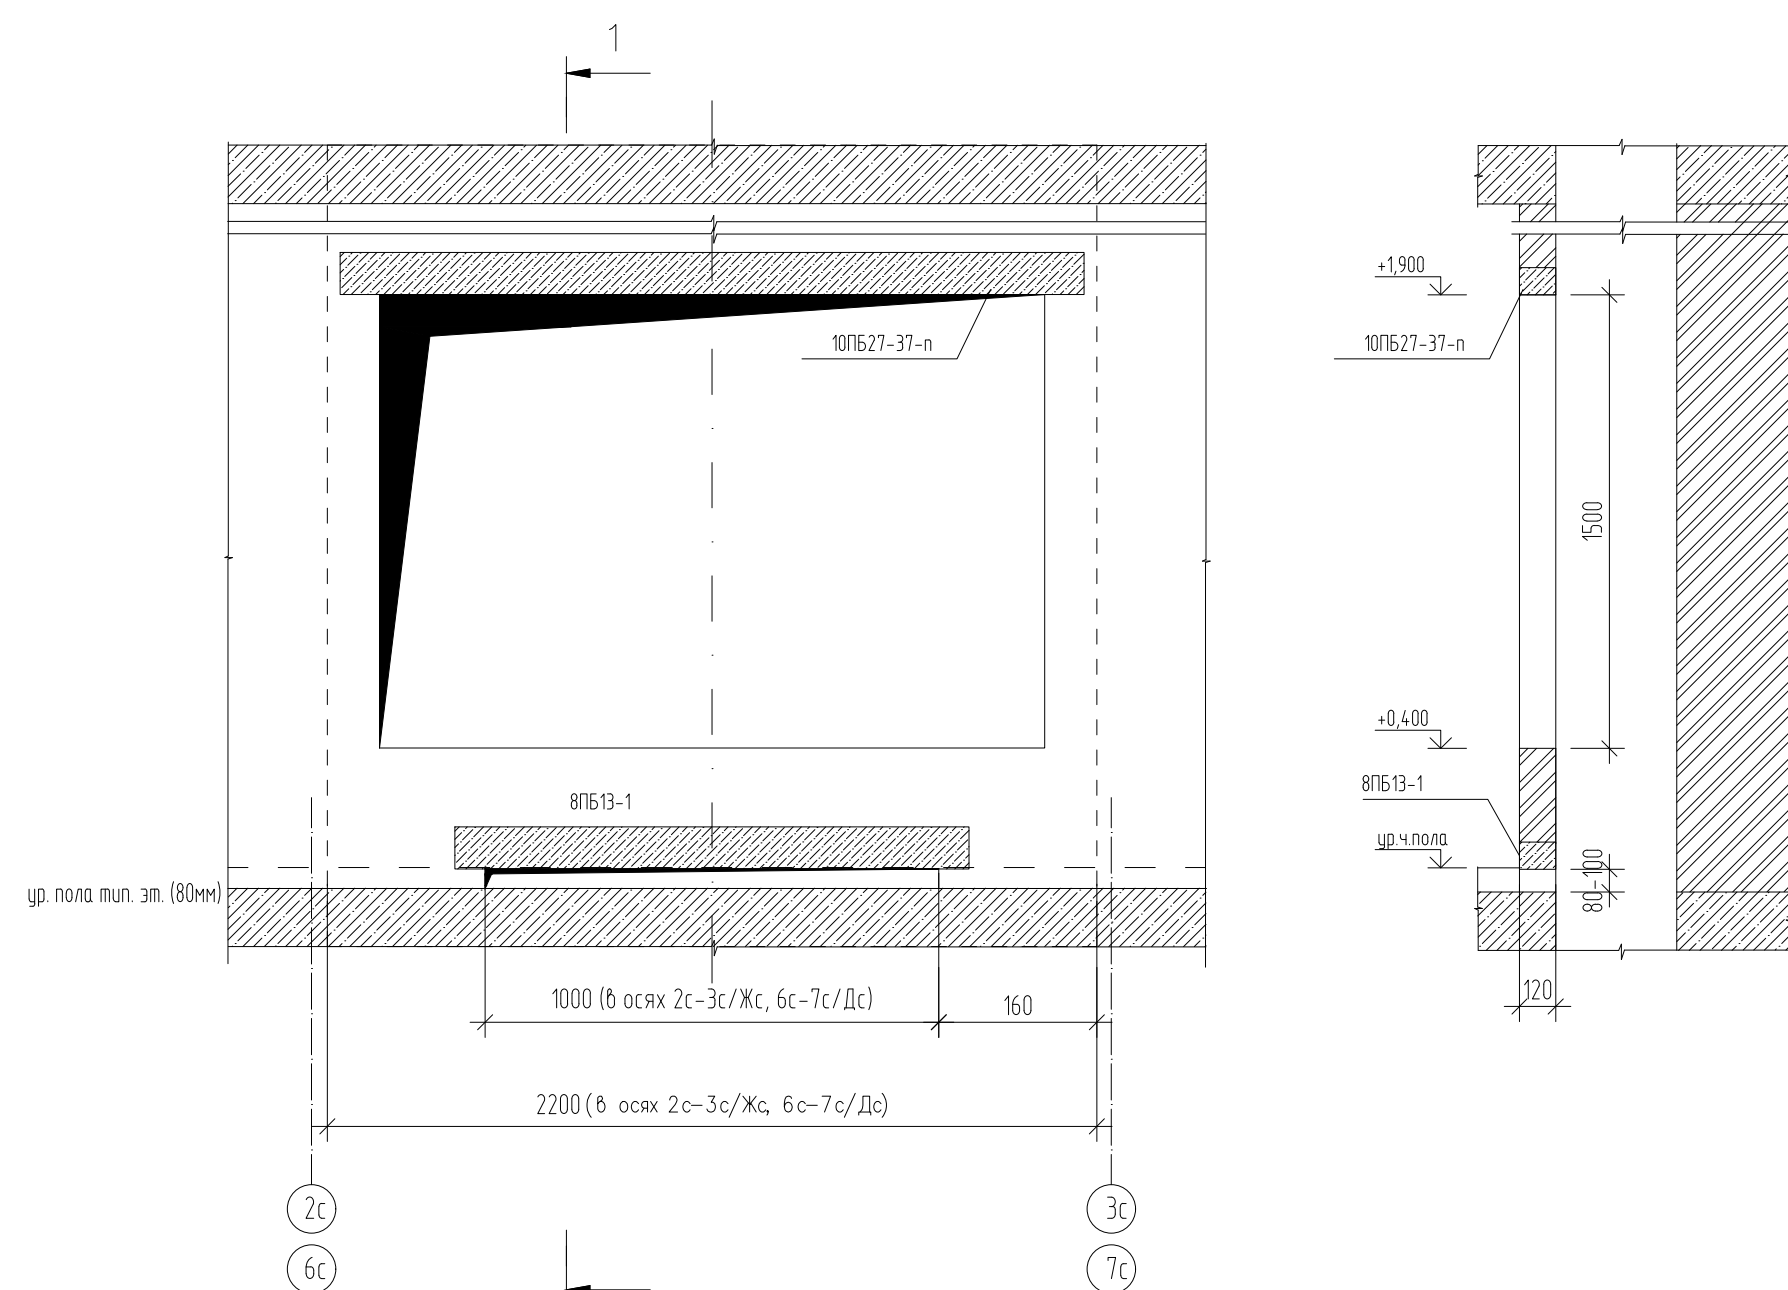 1
+1,900
10ПБ27-37-п
10ПБ27-37-п
1500
+0,400
8ПБ13-1
8ПБ13-1
ур.ч.пола
80-100
ур. пола тип. эт. (80мм)
1000 (в осях 2с-3с/Жс, 6с-7с/Дс)
160
120
2200 (в осях 2с-3с/Жс, 6с-7с/Дс)
2с
3с
6с
7с